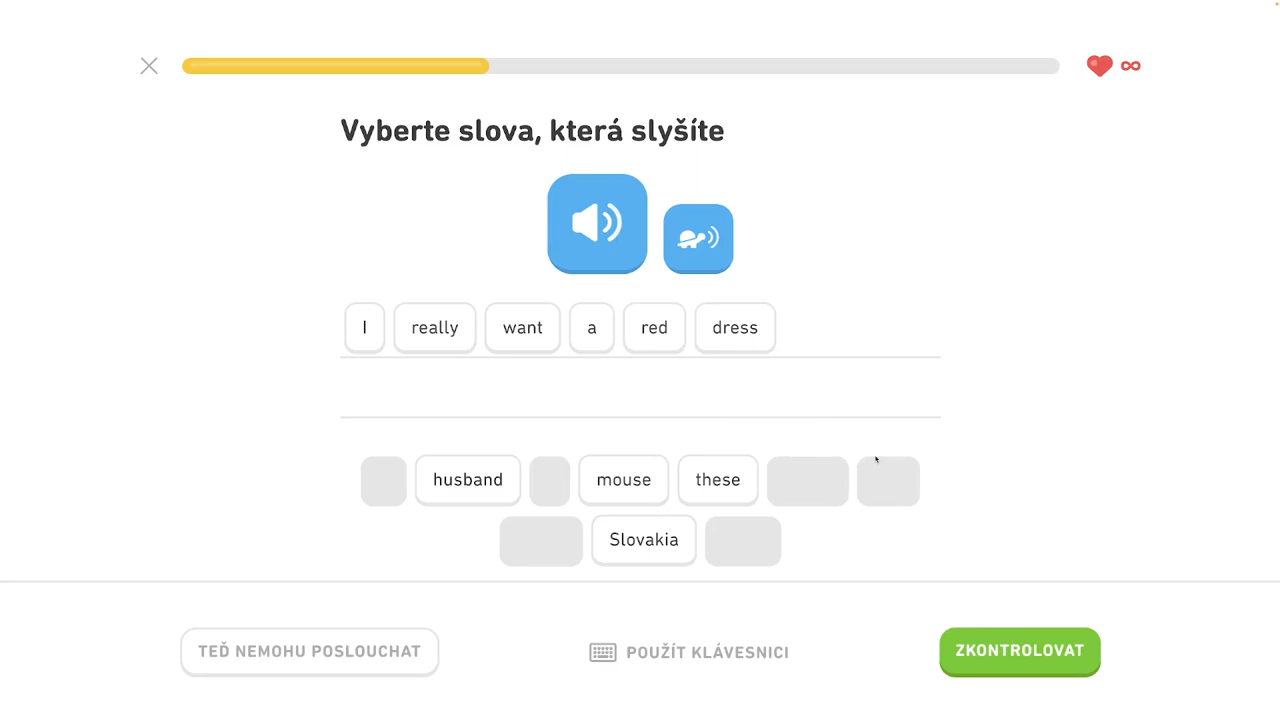 Vyberte slova, která slyšíte
I really want a red dress
husband mouse these
Slovakia
TEĎ NEMOHU POSLOUCHAT POUŽÍT KLÁVESNICI ZKONTROLOVAT